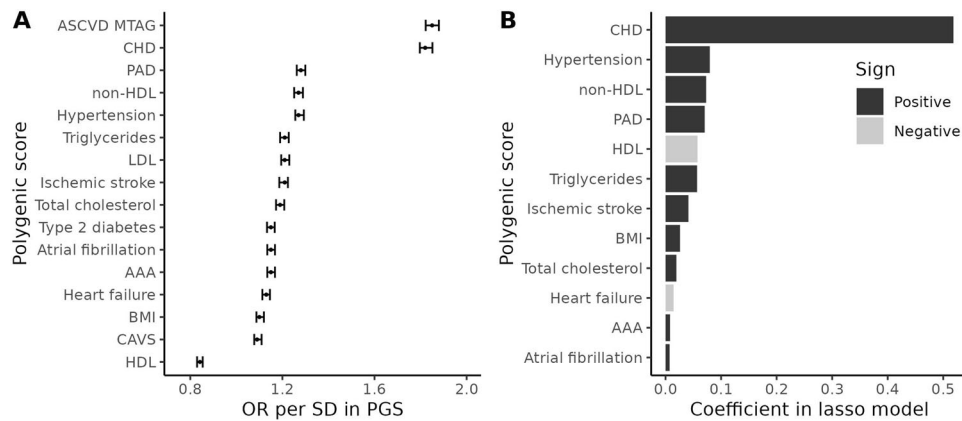 A
Polygenic score
ASCVD MTAG
CHD
PAD
non-HDL
Hypertension
Triglycerides
LDL
Ischemic stroke
Total cholesterol
Type 2 diabetes
Atrial fibrillation
AAA
Heart failure
BMI
CAVS
HDL
0.8 1.2 1.6 2.0
OR per SD in PGS
B
Polygenic score
CHD
Hypertension
non-HDL
PAD
HDL
Triglycerides
Ischemic stroke
BMI
Total cholesterol
Heart failure
AAA
Atrial fibrillation
0.0 0.1 0.2 0.3 0.4 0.5
Coefficient in lasso model
Sign
Positive
Negative